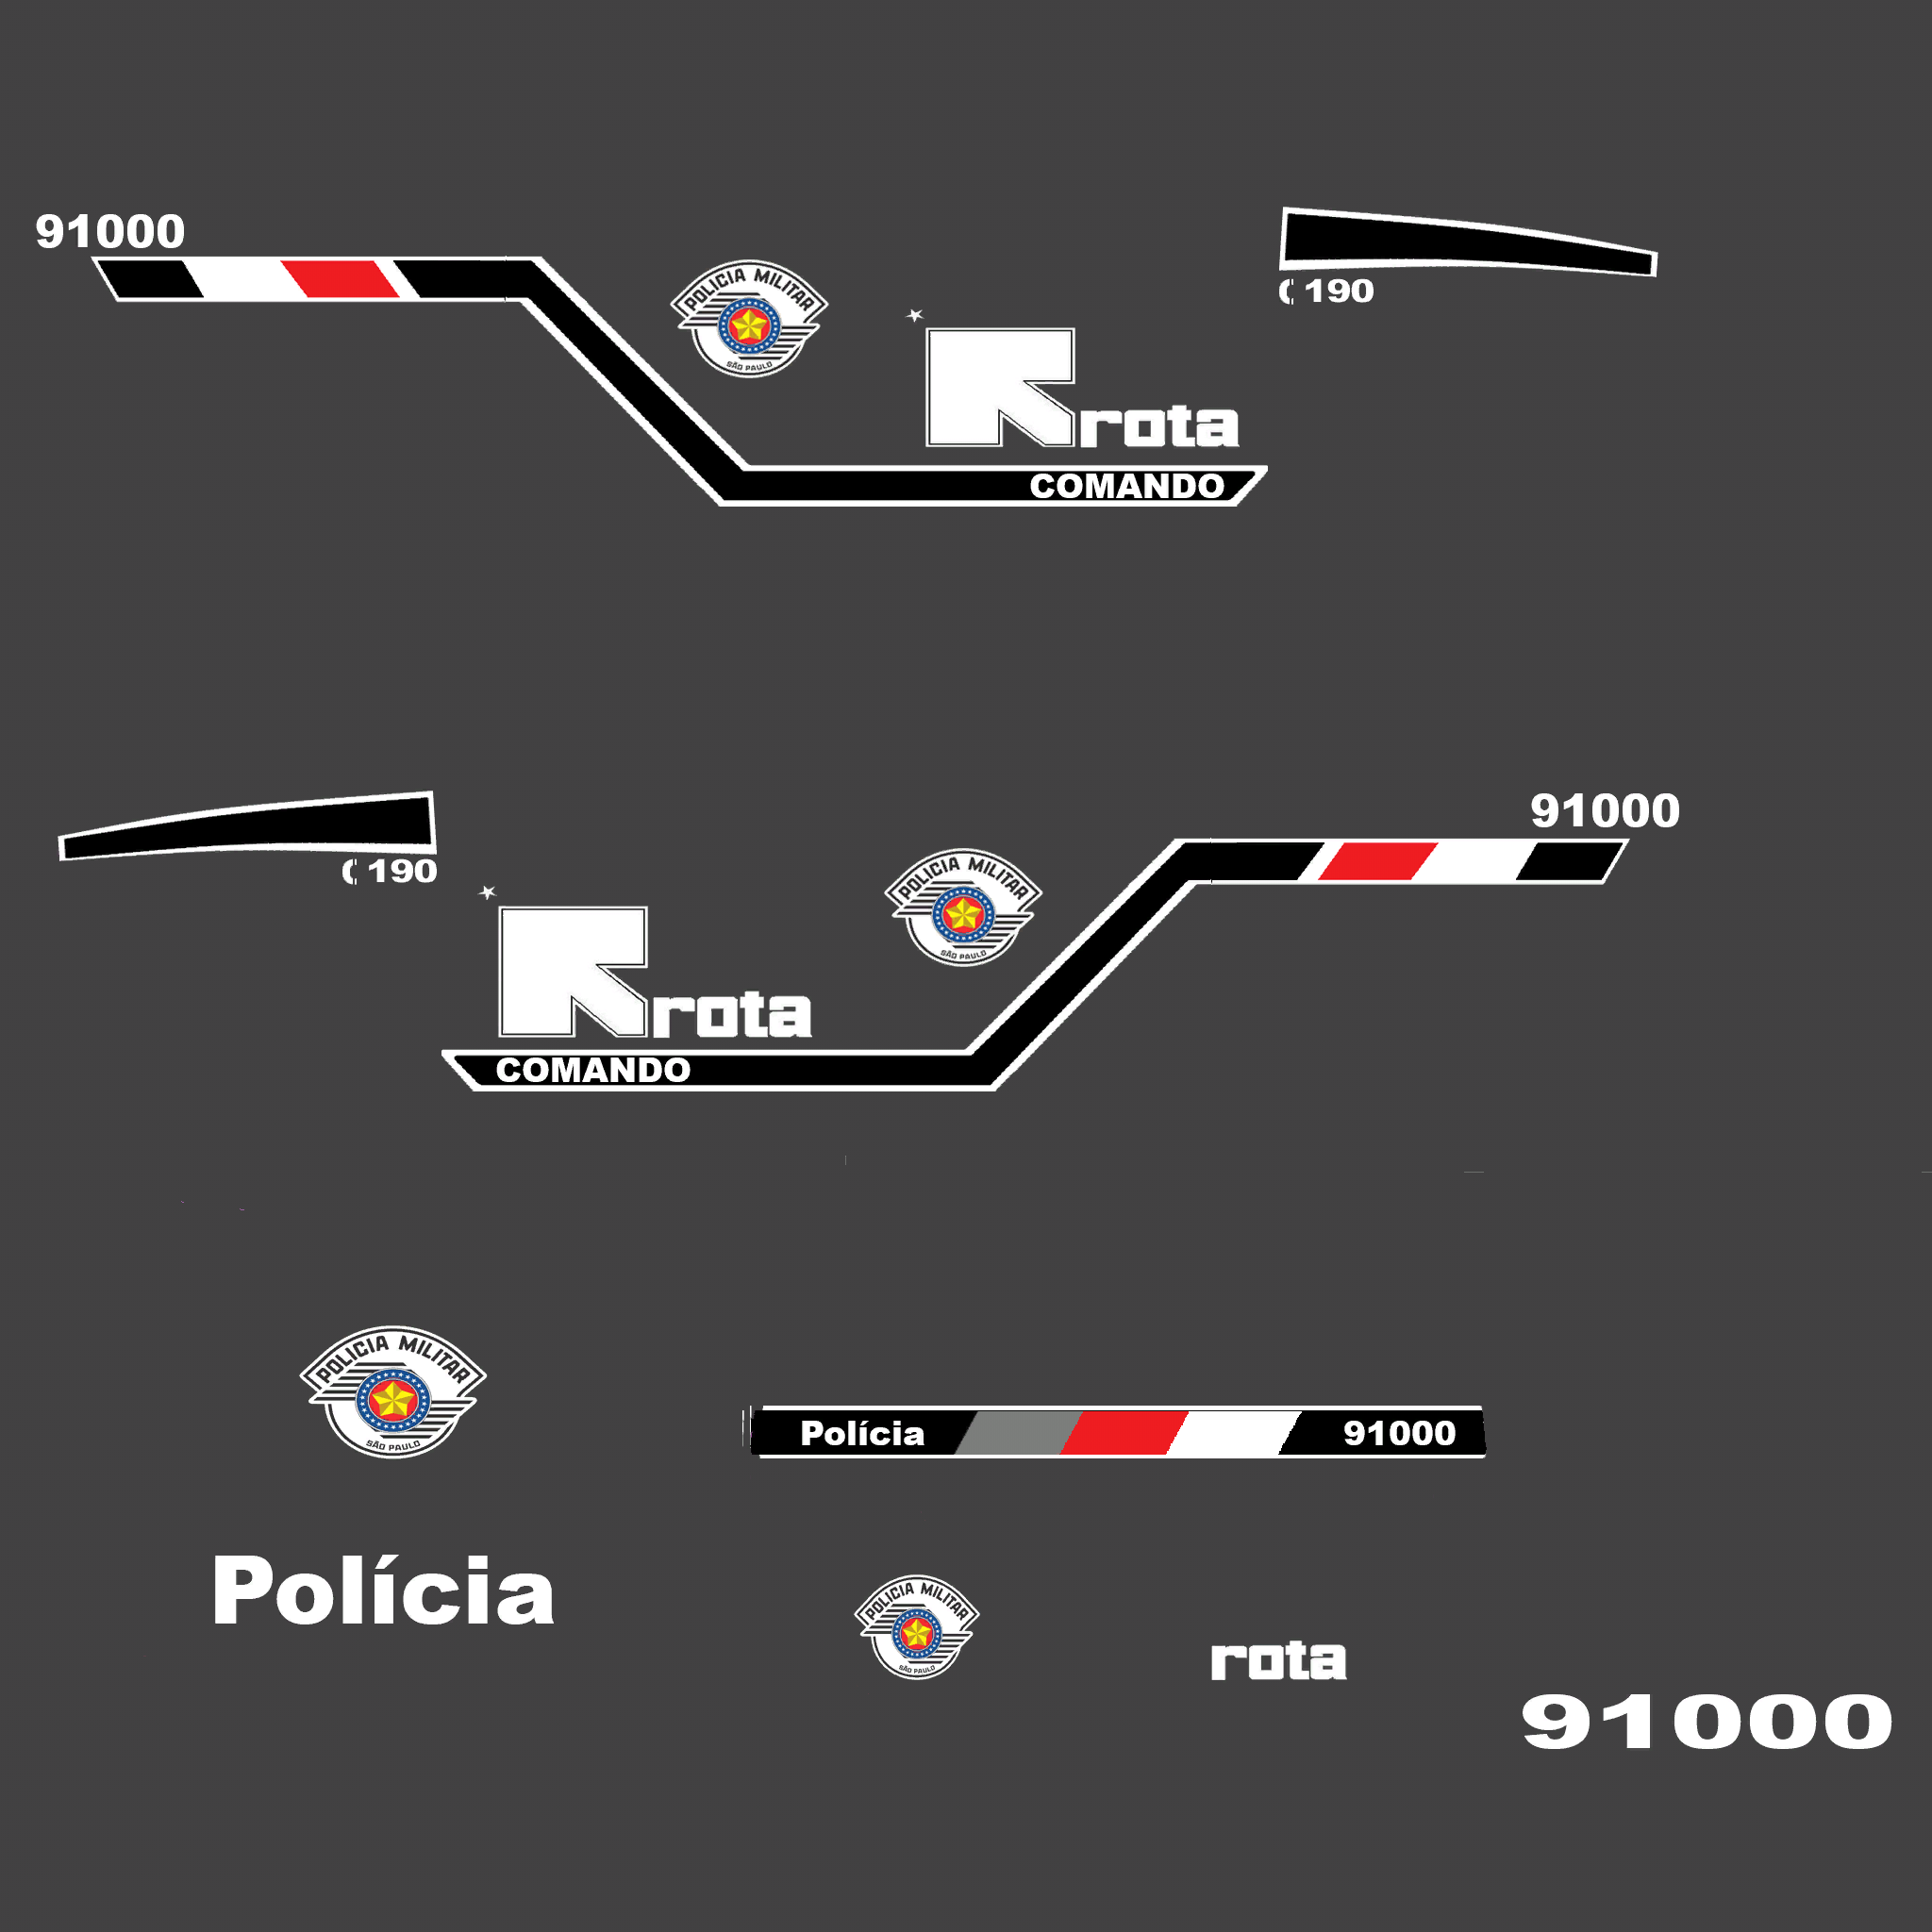 91000
POLICIA MILITAR
SÃO PAULO
190
rota
COMANDO
91000
190
POLICIA MILITAR
SÃO PAULO
rota
COMANDO
POLICIA MILITAR
SÃO PAULO
Polícia 91000
Polícia
POLICIA MILITAR
SÃO PAULO
rota
91000